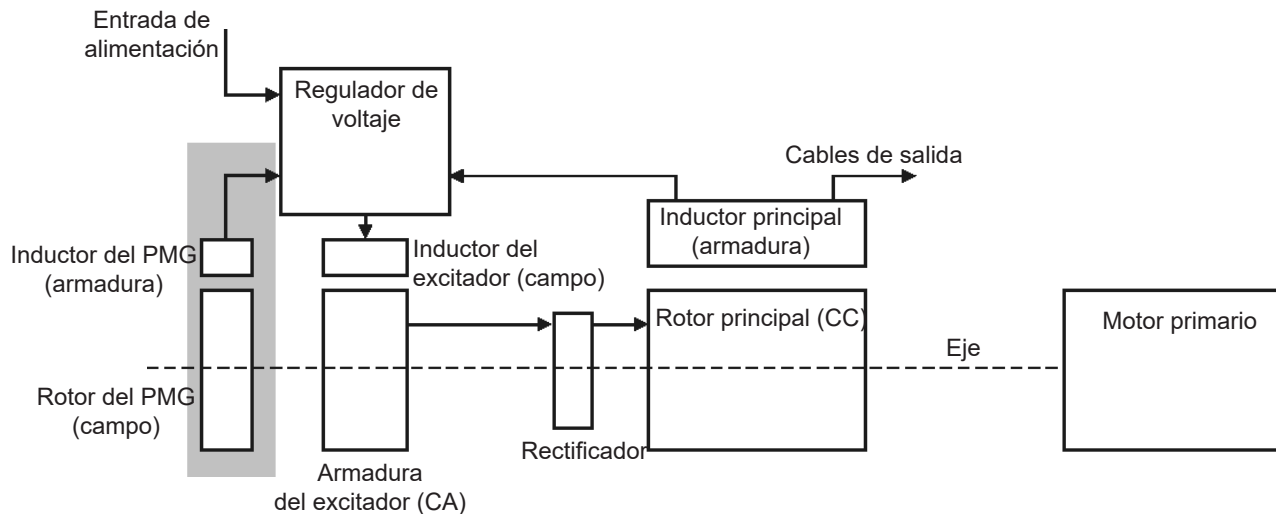 Entrada de
alimentación
Regulador de
voltaje
Cables de salida
Inductor principal
(armadura)
Inductor del PMG
(armadura)
Inductor del
excitador (campo)
Rotor principal (CC)
Motor primario
Eje
Rotor del PMG
(campo)
Rectificador
Armadura
del excitador (CA)